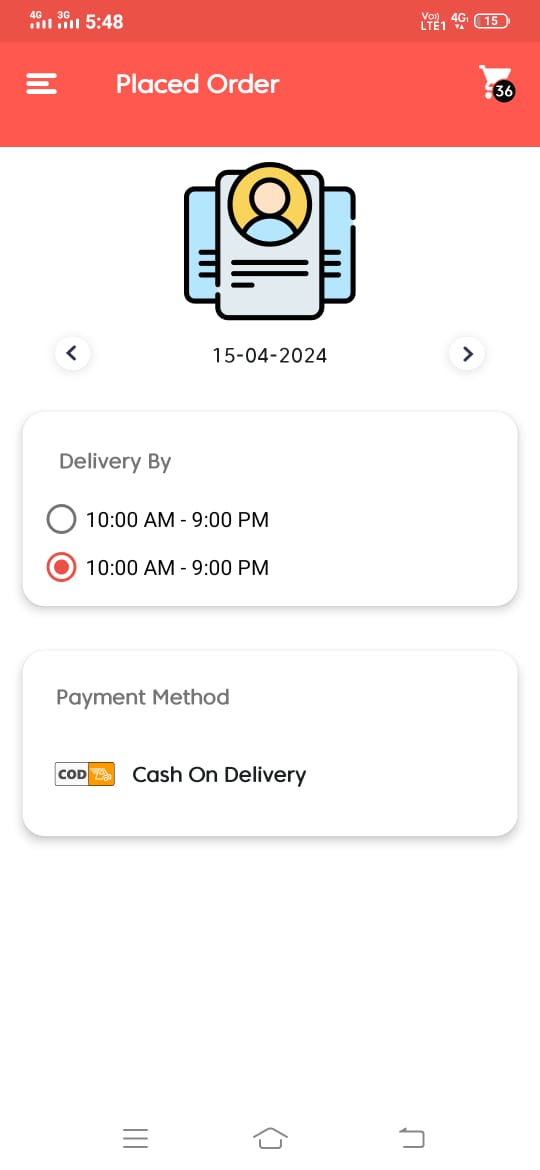 4G 3G 5:48 Vo)) LTE1 4G 15
Placed Order
36
15-04-2024
Delivery By
10:00 AM - 9:00 PM
10:00 AM - 9:00 PM
Payment Method
COD Cash On Delivery